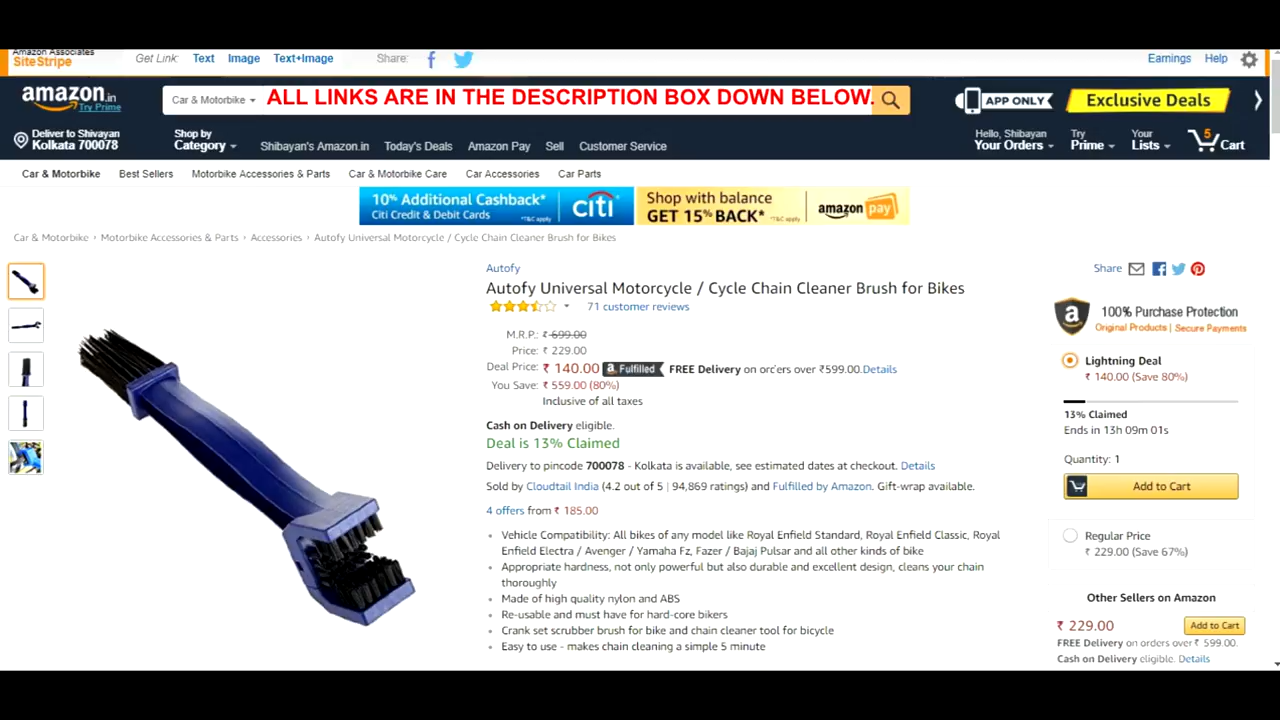 Amazon Associates
SiteStripe
Get Link: Text Image Text+Image Share: Earnings Help
amazon.in
Try Prime
Car & Motorbike
ALL LINKS ARE IN THE DESCRIPTION BOX DOWN BELOW.
APP ONLY
Exclusive Deals
Deliver to Shivayan
Kolkata 700078
Shop by
Category
Shibayan's Amazon.in Today's Deals Amazon Pay Sell Customer Service
Hello, Shibayan
Your Orders
Try
Prime
Your
Lists
5
Cart
Car & Motorbike Best Sellers Motorbike Accessories & Parts Car & Motorbike Care Car Accessories Car Parts
10% Additional Cashback*
Citi Credit & Debit Cards *T&C apply
citi
Shop with balance
GET 15% BACK* *T&C apply
amazon pay
Car & Motorbike › Motorbike Accessories & Parts › Accessories › Autofy Universal Motorcycle / Cycle Chain Cleaner Brush for Bikes
Autofy
Autofy Universal Motorcycle / Cycle Chain Cleaner Brush for Bikes
71 customer reviews
M.R.P.: ₹ 699.00
Price: ₹ 229.00
Deal Price: ₹ 140.00 a Fulfilled FREE Delivery on orders over ₹599.00.Details
You Save: ₹ 559.00 (80%)
Inclusive of all taxes
Cash on Delivery eligible.
Deal is 13% Claimed
Delivery to pincode 700078 - Kolkata is available, see estimated dates at checkout. Details
Sold by Cloudtail India (4.2 out of 5 | 94,869 ratings) and Fulfilled by Amazon. Gift-wrap available.
4 offers from ₹ 185.00
• Vehicle Compatibility: All bikes of any model like Royal Enfield Standard, Royal Enfield Classic, Royal
Enfield Electra / Avenger / Yamaha Fz, Fazer / Bajaj Pulsar and all other kinds of bike
• Appropriate hardness, not only powerful but also durable and excellent design, cleans your chain
thoroughly
• Made of high quality nylon and ABS
• Re-usable and must have for hard-core bikers
• Crank set scrubber brush for bike and chain cleaner tool for bicycle
• Easy to use - makes chain cleaning a simple 5 minute
Share
a
100% Purchase Protection
Original Products | Secure Payments
Lightning Deal
₹ 140.00 (Save 80%)
13% Claimed
Ends in 13h 09m 01s
Quantity: 1
Add to Cart
Regular Price
₹ 229.00 (Save 67%)
Other Sellers on Amazon
₹ 229.00 Add to Cart
FREE Delivery on orders over ₹ 599.00.
Cash on Delivery eligible. Details